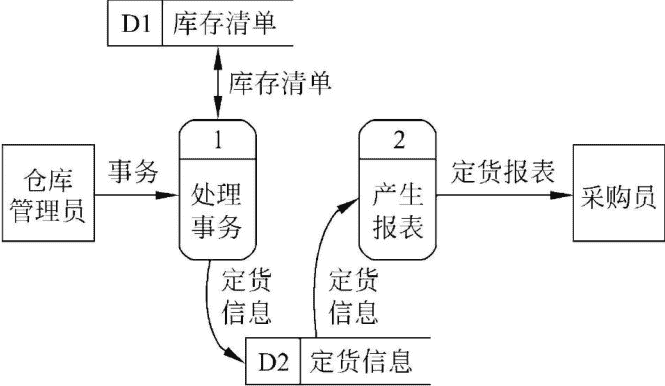 D1 库存清单
库存清单
1
2
仓库
管理员
事务
处理
事务
产生
报表
定货报表
采购员
定货
信息
定货
信息
D2 定货信息